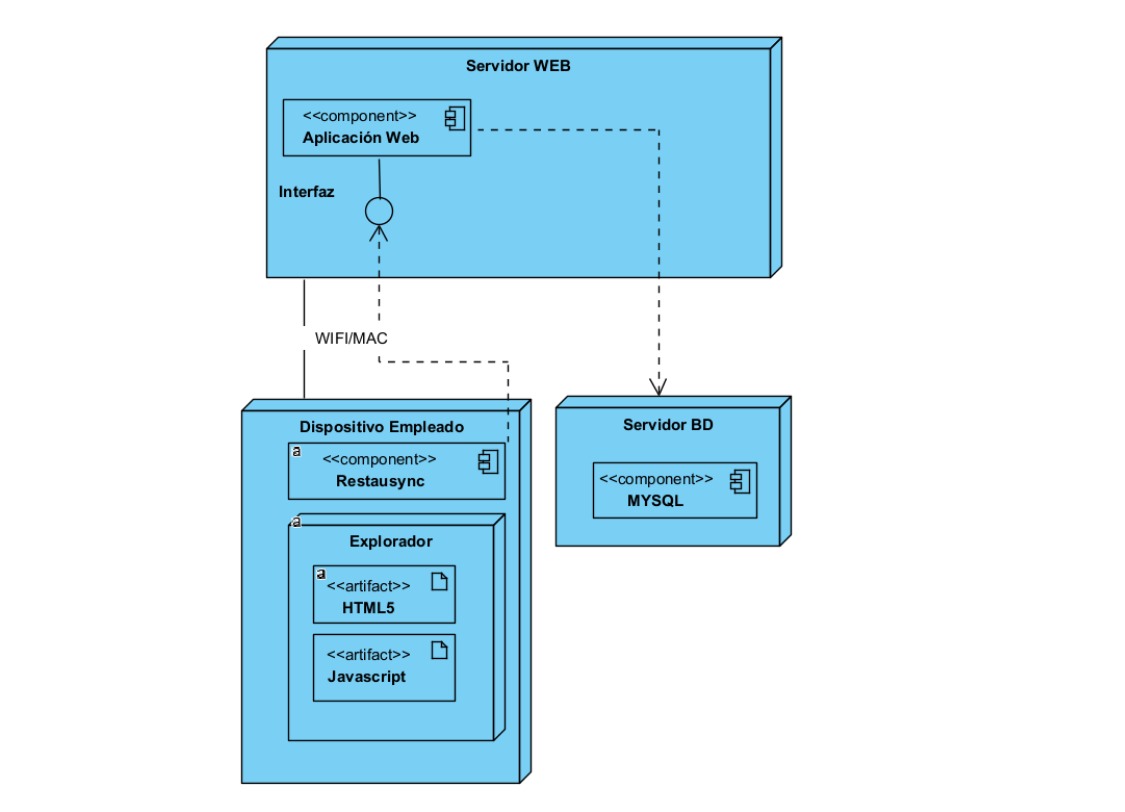 Servidor WEB
<<component>>
Aplicación Web
Interfaz
WIFI/MAC
Dispositivo Empleado
a
<<component>>
Restausync
a
Explorador
a
<<artifact>>
HTML5
<<artifact>>
Javascript
Servidor BD
<<component>>
MYSQL